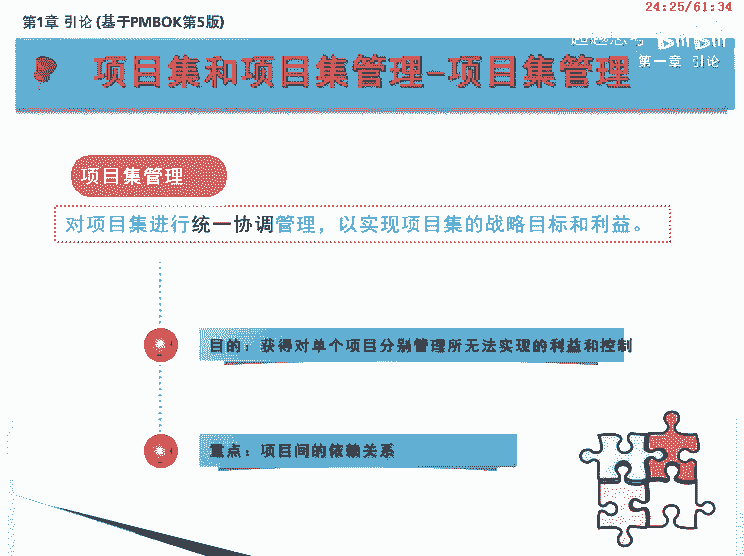 24:25/61:34
第1章 引论 (基于PMBOK第5版)
项目集和项目集管理-项目集管理
第一章 引论
项目集管理
对项目集进行统一协调管理，以实现项目集的战略目标和利益。
目的：获得对单个项目分别管理所无法实现的利益和控制
重点：项目间的依赖关系